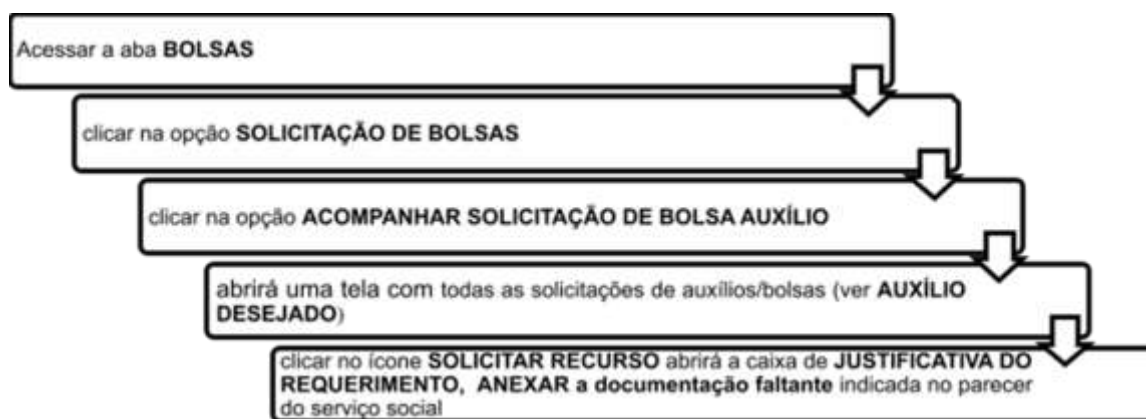 Acessar a aba BOLSAS
clicar na opção SOLICITAÇÃO DE BOLSAS
clicar na opção ACOMPANHAR SOLICITAÇÃO DE BOLSA AUXÍLIO
abrirá uma tela com todas as solicitações de auxílios/bolsas (ver AUXÍLIO
DESEJADO)
clicar no ícone SOLICITAR RECURSO abrirá a caixa de JUSTIFICATIVA DO
REQUERIMENTO, ANEXAR a documentação faltante indicada no parecer
do serviço social